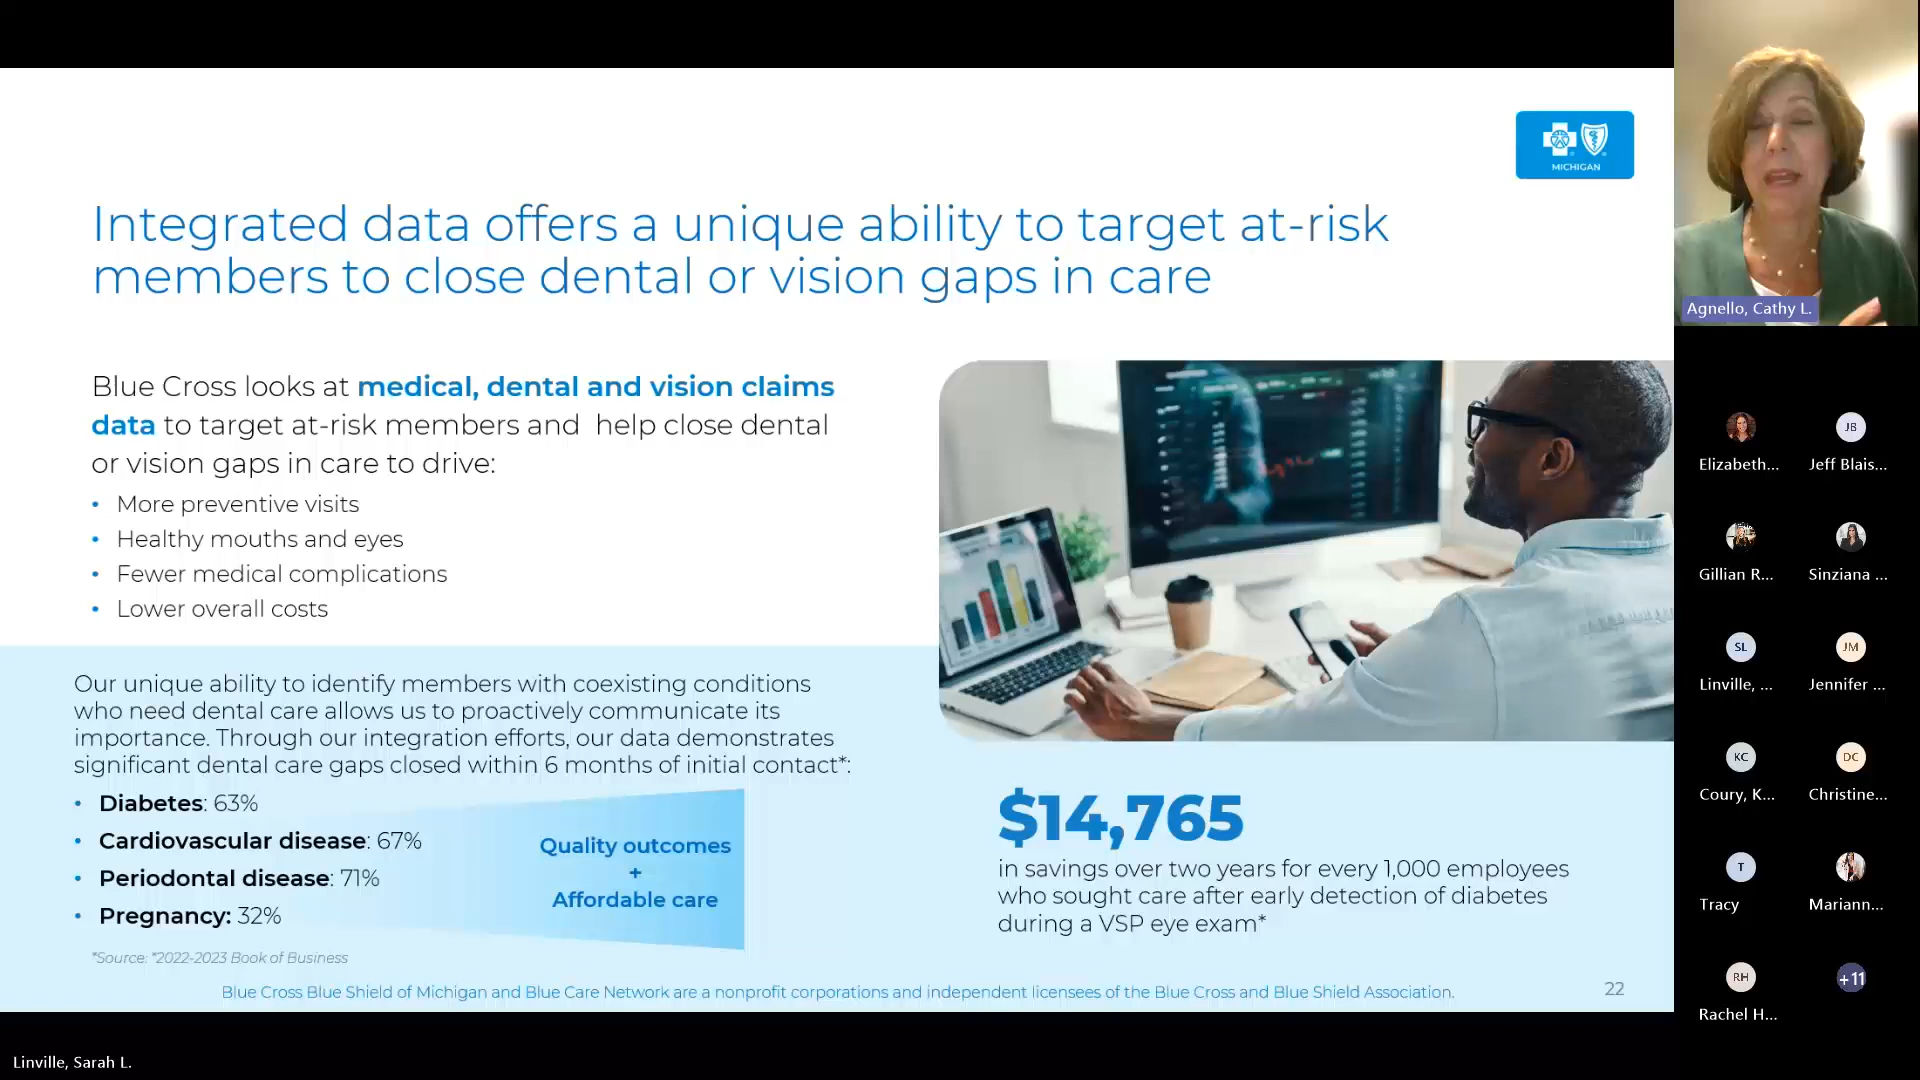 MICHIGAN
Integrated data offers a unique ability to target at-risk
members to close dental or vision gaps in care
Blue Cross looks at medical, dental and vision claims
data to target at-risk members and help close dental
or vision gaps in care to drive:
• More preventive visits
• Healthy mouths and eyes
• Fewer medical complications
• Lower overall costs
Our unique ability to identify members with coexisting conditions
who need dental care allows us to proactively communicate its
importance. Through our integration efforts, our data demonstrates
significant dental care gaps closed within 6 months of initial contact*:
• Diabetes: 63%
• Cardiovascular disease: 67%
• Periodontal disease: 71%
• Pregnancy: 32%
Quality outcomes
+
Affordable care
*Source: *2022-2023 Book of Business
$14,765
in savings over two years for every 1,000 employees
who sought care after early detection of diabetes
during a VSP eye exam*
Blue Cross Blue Shield of Michigan and Blue Care Network are a nonprofit corporations and independent licensees of the Blue Cross and Blue Shield Association.
22
Agnello, Cathy L.
JB
Elizabeth...
Jeff Blais...
Gillian R...
Sinziana ...
SL
JM
Linville, ...
Jennifer ...
KC
DC
Coury, K...
Christine...
T
Tracy
Mariann...
RH
+11
Rachel H...
Linville, Sarah L.